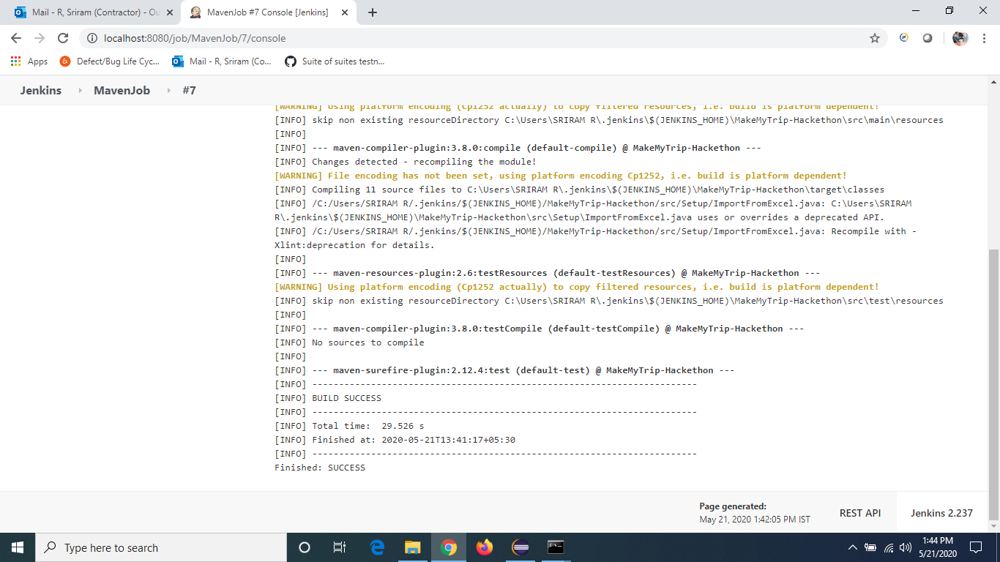 Mail - R, Sriram (Contractor) - Ou
MavenJob #7 Console [Jenkins]
localhost:8080/job/MavenJob/7/console
Apps
Defect/Bug Life Cyc...
Mail - R, Sriram (Co...
Suite of suites testn...
Jenkins
MavenJob
#7
[WARNING] Using platform encoding (Cp1252 actually) to copy filtered resources, i.e. build is platform dependent!
[INFO] skip non existing resourceDirectory C:\Users\SRIRAM R\.jenkins\$(JENKINS_HOME)\MakeMyTrip-Hackethon\src\main\resources
[INFO]
[INFO] --- maven-compiler-plugin:3.8.0:compile (default-compile) @ MakeMyTrip-Hackethon ---
[INFO] Changes detected - recompiling the module!
[WARNING] File encoding has not been set, using platform encoding Cp1252, i.e. build is platform dependent!
[INFO] Compiling 11 source files to C:\Users\SRIRAM R\.jenkins\$(JENKINS_HOME)\MakeMyTrip-Hackethon\target\classes
[INFO] /C:/Users/SRIRAM R/.jenkins/$(JENKINS_HOME)/MakeMyTrip-Hackethon/src/Setup/ImportFromExcel.java: C:\Users\SRIRAM
R\.jenkins\$(JENKINS_HOME)\MakeMyTrip-Hackethon\src\Setup\ImportFromExcel.java uses or overrides a deprecated API.
[INFO] /C:/Users/SRIRAM R/.jenkins/$(JENKINS_HOME)/MakeMyTrip-Hackethon/src/Setup/ImportFromExcel.java: Recompile with -
Xlint:deprecation for details.
[INFO]
[INFO] --- maven-resources-plugin:2.6:testResources (default-testResources) @ MakeMyTrip-Hackethon ---
[WARNING] Using platform encoding (Cp1252 actually) to copy filtered resources, i.e. build is platform dependent!
[INFO] skip non existing resourceDirectory C:\Users\SRIRAM R\.jenkins\$(JENKINS_HOME)\MakeMyTrip-Hackethon\src\test\resources
[INFO]
[INFO] --- maven-compiler-plugin:3.8.0:testCompile (default-testCompile) @ MakeMyTrip-Hackethon ---
[INFO] No sources to compile
[INFO]
[INFO] --- maven-surefire-plugin:2.12.4:test (default-test) @ MakeMyTrip-Hackethon ---
[INFO] ------------------------------------------------------------------------
[INFO] BUILD SUCCESS
[INFO] ------------------------------------------------------------------------
[INFO] Total time:  29.526 s
[INFO] Finished at: 2020-05-21T13:41:17+05:30
[INFO] ------------------------------------------------------------------------
Finished: SUCCESS
Page generated:
May 21, 2020 1:42:05 PM IST
REST API
Jenkins 2.237
Type here to search
1:44 PM
5/21/2020